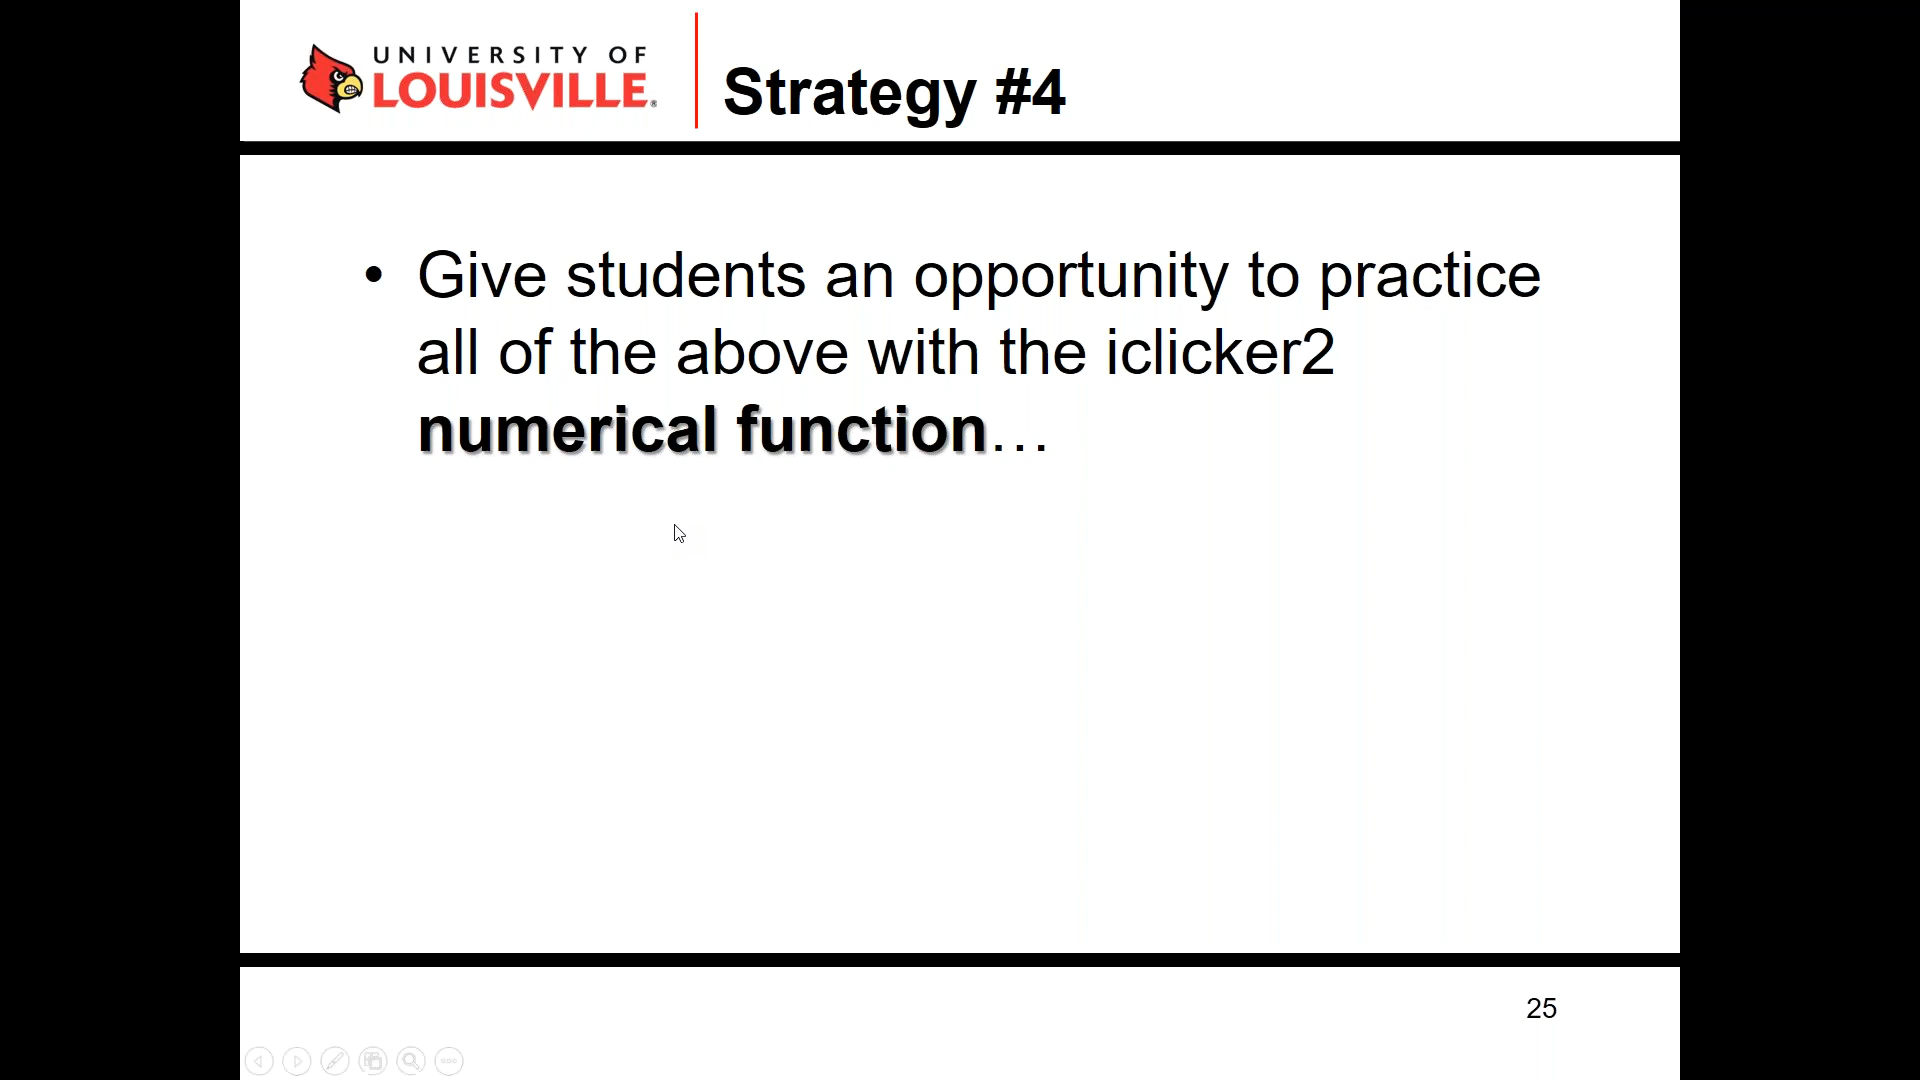 UNIVERSITY OF
LOUISVILLE®
Strategy #4
• Give students an opportunity to practice
all of the above with the iclicker2
numerical function…
25